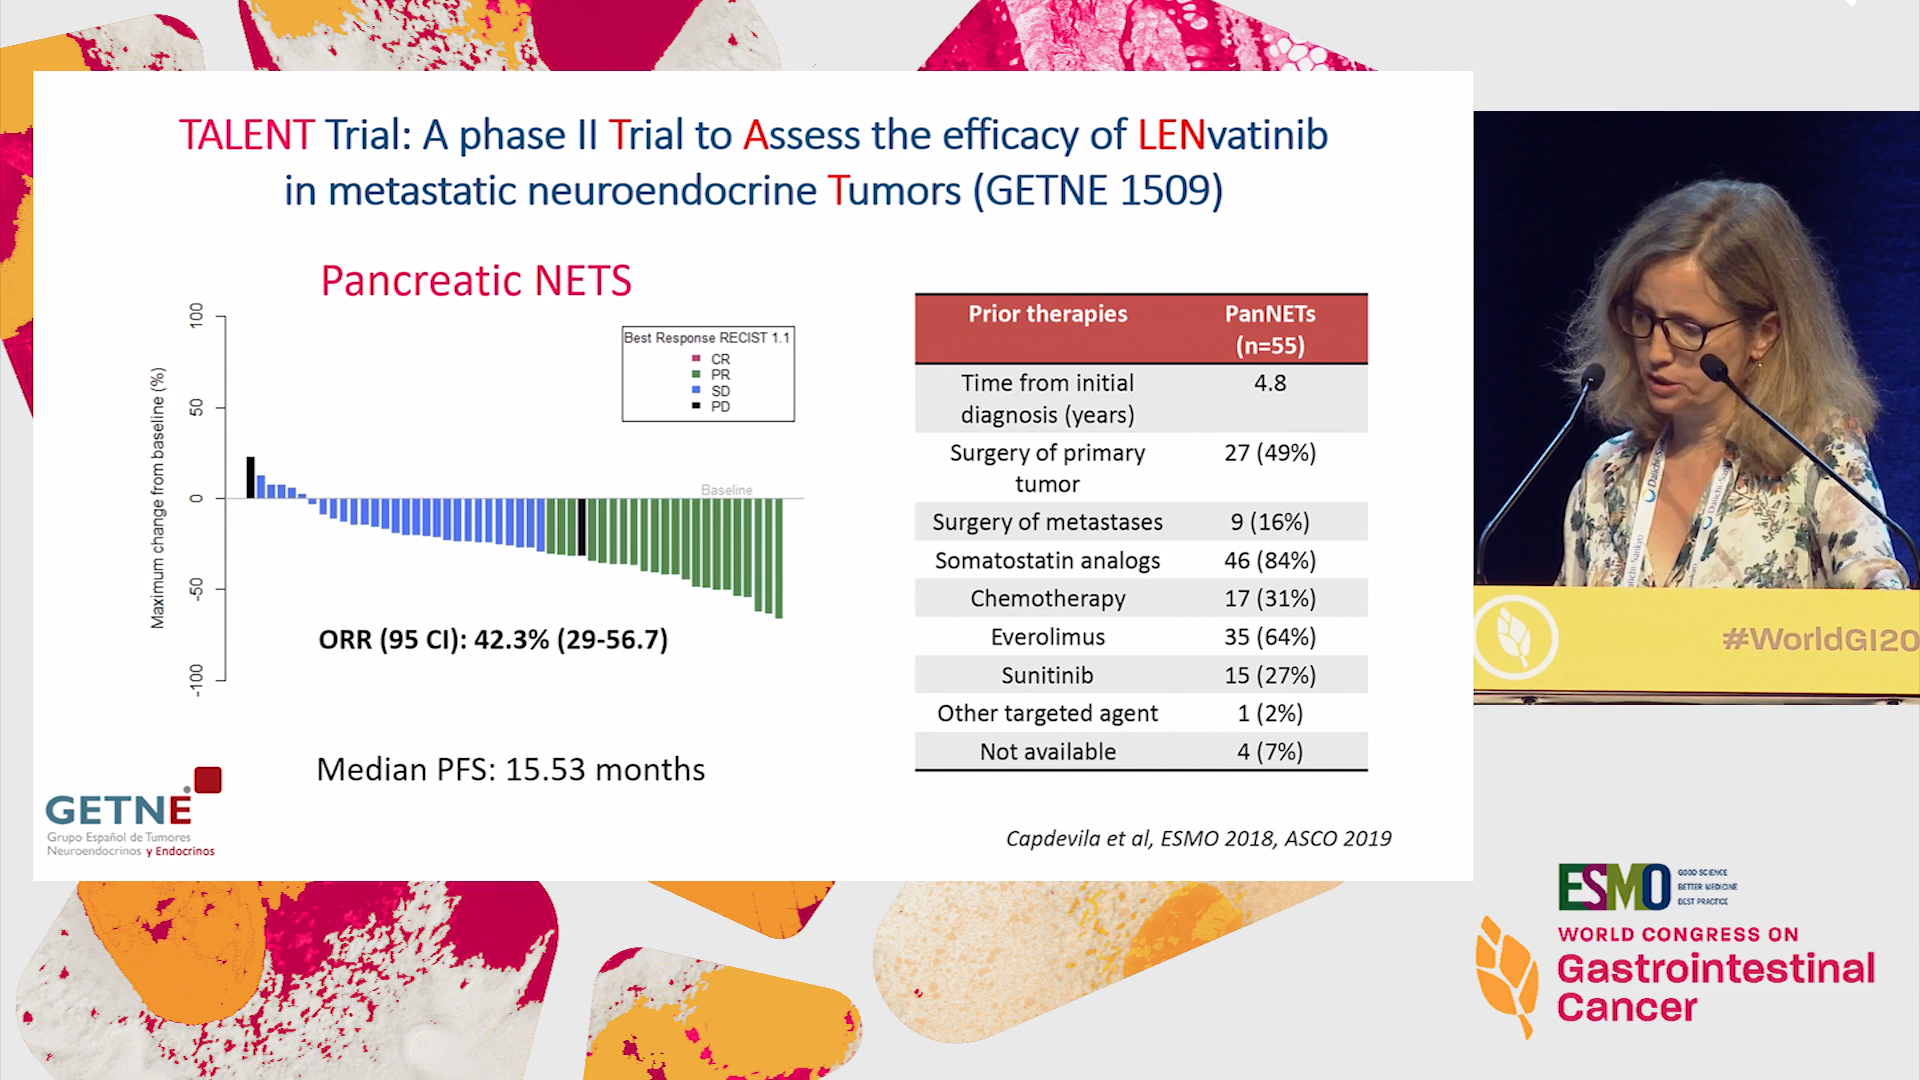 TALENT Trial: A phase II Trial to Assess the efficacy of LENvatinib
in metastatic neuroendocrine Tumors (GETNE 1509)
Pancreatic NETS
Maximum change from baseline (%)
100
50
0
-50
-100
Best Response RECIST 1.1
CR
PR
SD
PD
Baseline
ORR (95 CI): 42.3% (29-56.7)
Median PFS: 15.53 months
Prior therapies PanNETs
(n=55)
Time from initial 4.8
diagnosis (years)
Surgery of primary 27 (49%)
tumor
Surgery of metastases 9 (16%)
Somatostatin analogs 46 (84%)
Chemotherapy 17 (31%)
Everolimus 35 (64%)
Sunitinib 15 (27%)
Other targeted agent 1 (2%)
Not available 4 (7%)
Capdevila et al, ESMO 2018, ASCO 2019
GETNE
Grupo Español de Tumores
Neuroendocrinos y Endocrinos
Daiichi-Sankyo
#WorldGI20
ESMO
GOOD SCIENCE
BETTER MEDICINE
BEST PRACTICE
WORLD CONGRESS ON
Gastrointestinal
Cancer